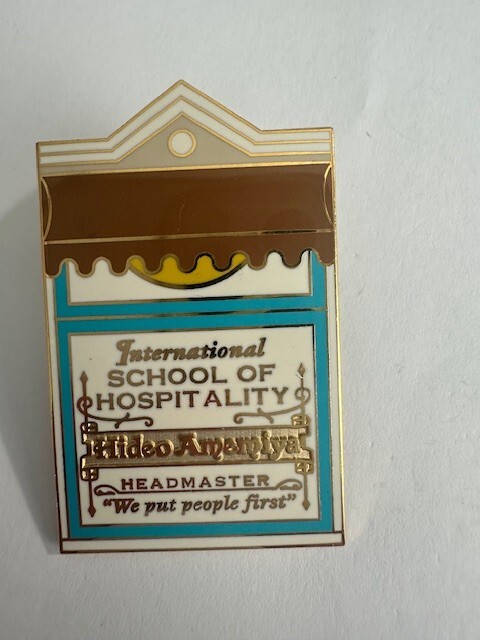 International
SCHOOL OF
HOSPITALITY
Hideo Amemiya
HEADMASTER
"We put people first"